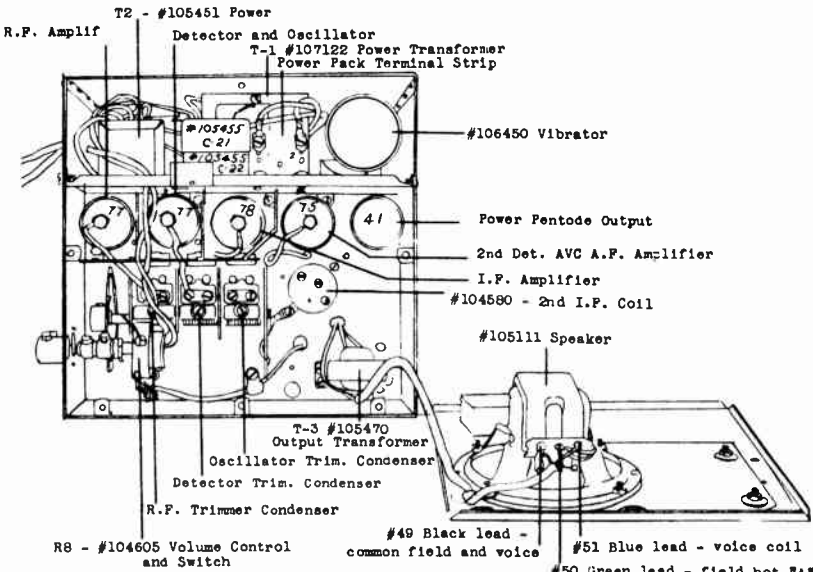 T2 - #105451 Power
R.F. Amplif
Detector and Oscillator
T-1 #107122 Power Transformer
Power Pack Terminal Strip
#105455
C-21
#105455
C-22
2
#106450 Vibrator
77
77
78
75
41
Power Pentode Output
2nd Det. AVC A.F. Amplifier
I.F. Amplifier
#104580 - 2nd I.F. Coil
#105111 Speaker
T-3 #105470
Output Transformer
Oscillator Trim. Condenser
Detector Trim. Condenser
R.F. Trimmer Condenser
R8 - #104605 Volume Control
and Switch
#49 Black lead -
common field and voice
#51 Blue lead - voice coil
#50 Green lead - field hot